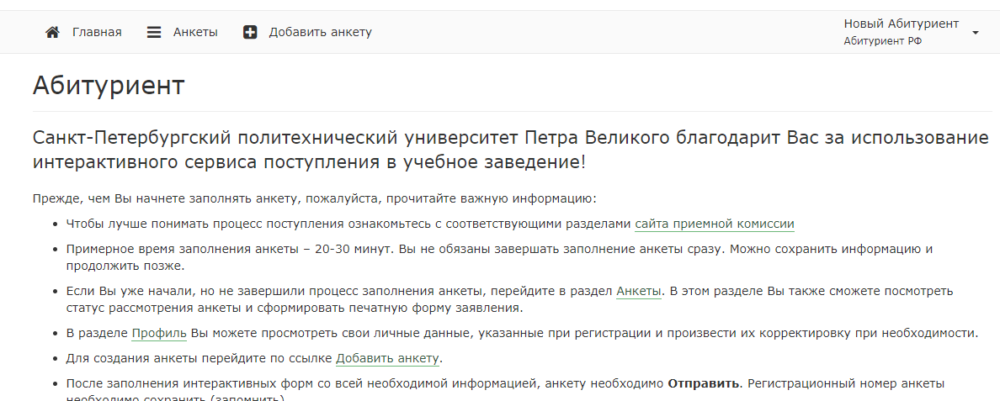 Главная Анкеты Добавить анкету Новый Абитуриент
Абитуриент РФ
Абитуриент
Санкт-Петербургский политехнический университет Петра Великого благодарит Вас за использование
интерактивного сервиса поступления в учебное заведение!
Прежде, чем Вы начнете заполнять анкету, пожалуйста, прочитайте важную информацию:
• Чтобы лучше понимать процесс поступления ознакомьтесь с соответствующими разделами сайта приемной комиссии
• Примерное время заполнения анкеты – 20-30 минут. Вы не обязаны завершать заполнение анкеты сразу. Можно сохранить информацию и
продолжить позже.
• Если Вы уже начали, но не завершили процесс заполнения анкеты, перейдите в раздел Анкеты. В этом разделе Вы также сможете посмотреть
статус рассмотрения анкеты и сформировать печатную форму заявления.
• В разделе Профиль Вы можете просмотреть свои личные данные, указанные при регистрации и произвести их корректировку при необходимости.
• Для создания анкеты перейдите по ссылке Добавить анкету.
• После заполнения интерактивных форм со всей необходимой информацией, анкету необходимо Отправить. Регистрационный номер анкеты
необходимо сохранить (запомнить)